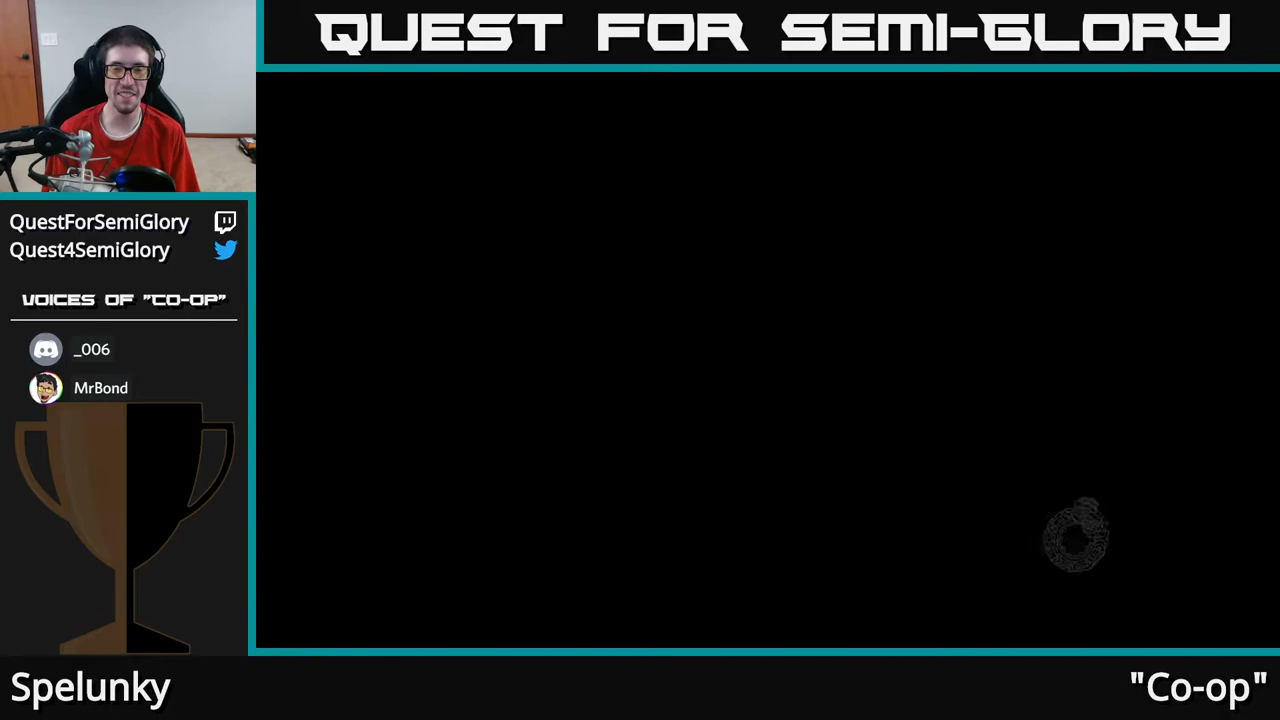 QUEST FOR SEMI-GLORY
QuestForSemiGlory
Quest4SemiGlory
VOICES OF "CO-OP"
_006
MrBond
Spelunky
"Co-op"